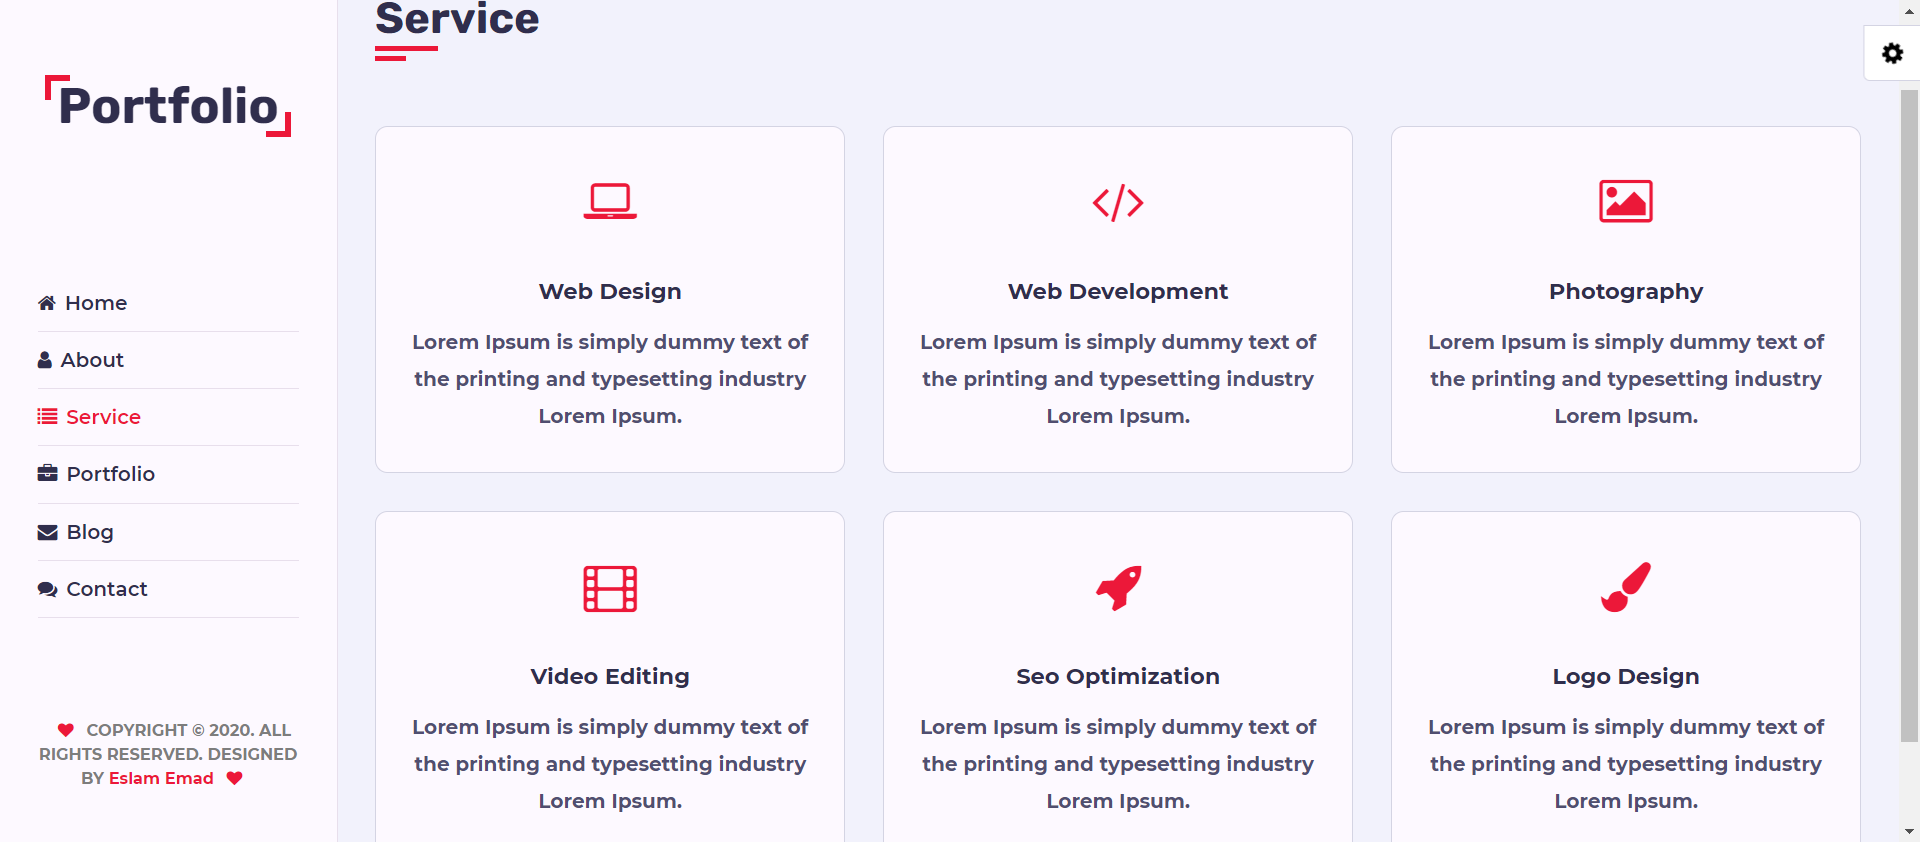 Portfolio
Home
About
Service
Portfolio
Blog
Contact
COPYRIGHT © 2020. ALL
RIGHTS RESERVED. DESIGNED
BY Eslam Emad
Service
Web Design
Lorem Ipsum is simply dummy text of
the printing and typesetting industry
Lorem Ipsum.
Web Development
Lorem Ipsum is simply dummy text of
the printing and typesetting industry
Lorem Ipsum.
Photography
Lorem Ipsum is simply dummy text of
the printing and typesetting industry
Lorem Ipsum.
Video Editing
Lorem Ipsum is simply dummy text of
the printing and typesetting industry
Lorem Ipsum.
Seo Optimization
Lorem Ipsum is simply dummy text of
the printing and typesetting industry
Lorem Ipsum.
Logo Design
Lorem Ipsum is simply dummy text of
the printing and typesetting industry
Lorem Ipsum.